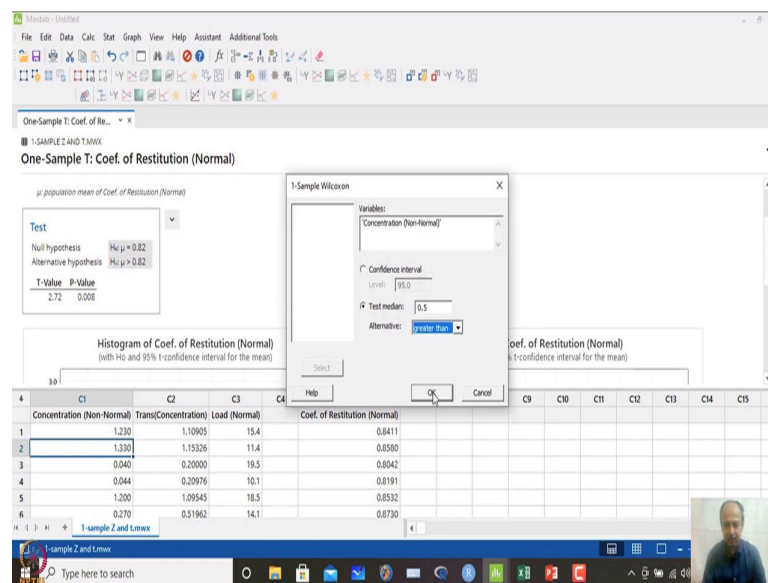 Minitab - Untitled
File Edit Data Calc Stat Graph View Help Assistant Additional Tools
One-Sample T: Coef. of Re...
1-SAMPLE Z AND T.MWX
One-Sample T: Coef. of Restitution (Normal)
μ: population mean of Coef. of Restitution (Normal)
Test
Null hypothesis H₀: μ = 0.82
Alternative hypothesis H₁: μ > 0.82
T-Value P-Value
2.72 0.008
Histogram of Coef. of Restitution (Normal)
(with Ho and 95% t-confidence interval for the mean)
3.0
oef. of Restitution (Normal)
t-confidence interval for the mean)
1-Sample Wilcoxon
Variables:
'Concentration (Non-Normal)'
Confidence interval
Level: 95.0
Test median: 0.5
Alternative: greater than
Select
Help OK Cancel
C1 C2 C3 C4 C9 C10 C11 C12 C13 C14 C15
Concentration (Non-Normal) Trans(Concentration) Load (Normal) Coef. of Restitution (Normal)
1 1.230 1.10905 15.4 0.8411
2 1.330 1.15326 11.4 0.8580
3 0.040 0.20000 19.5 0.8042
4 0.044 0.20976 10.1 0.8191
5 1.200 1.09545 18.5 0.8532
6 0.270 0.51962 14.1 0.8730
1-sample Z and t.mwx
1-sample Z and t.mwx
NPTEL
Type here to search